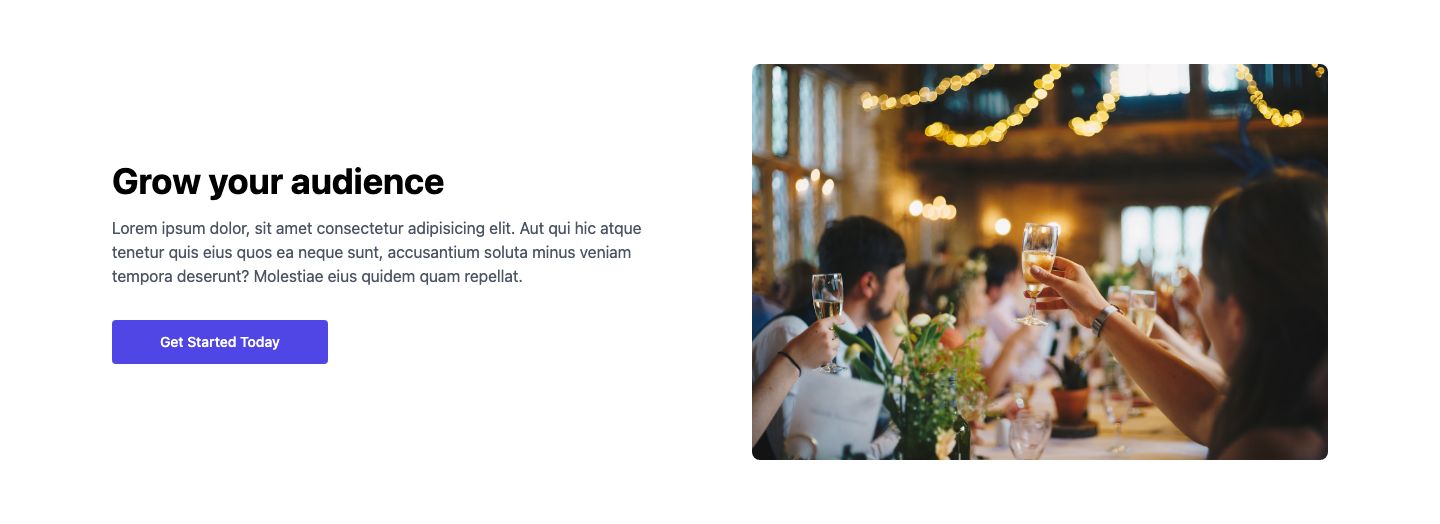 Grow your audience
Lorem ipsum dolor, sit amet consectetur adipisicing elit. Aut qui hic atque
tenetur quis eius quos ea neque sunt, accusantium soluta minus veniam
tempora deserunt? Molestiae eius quidem quam repellat.
Get Started Today